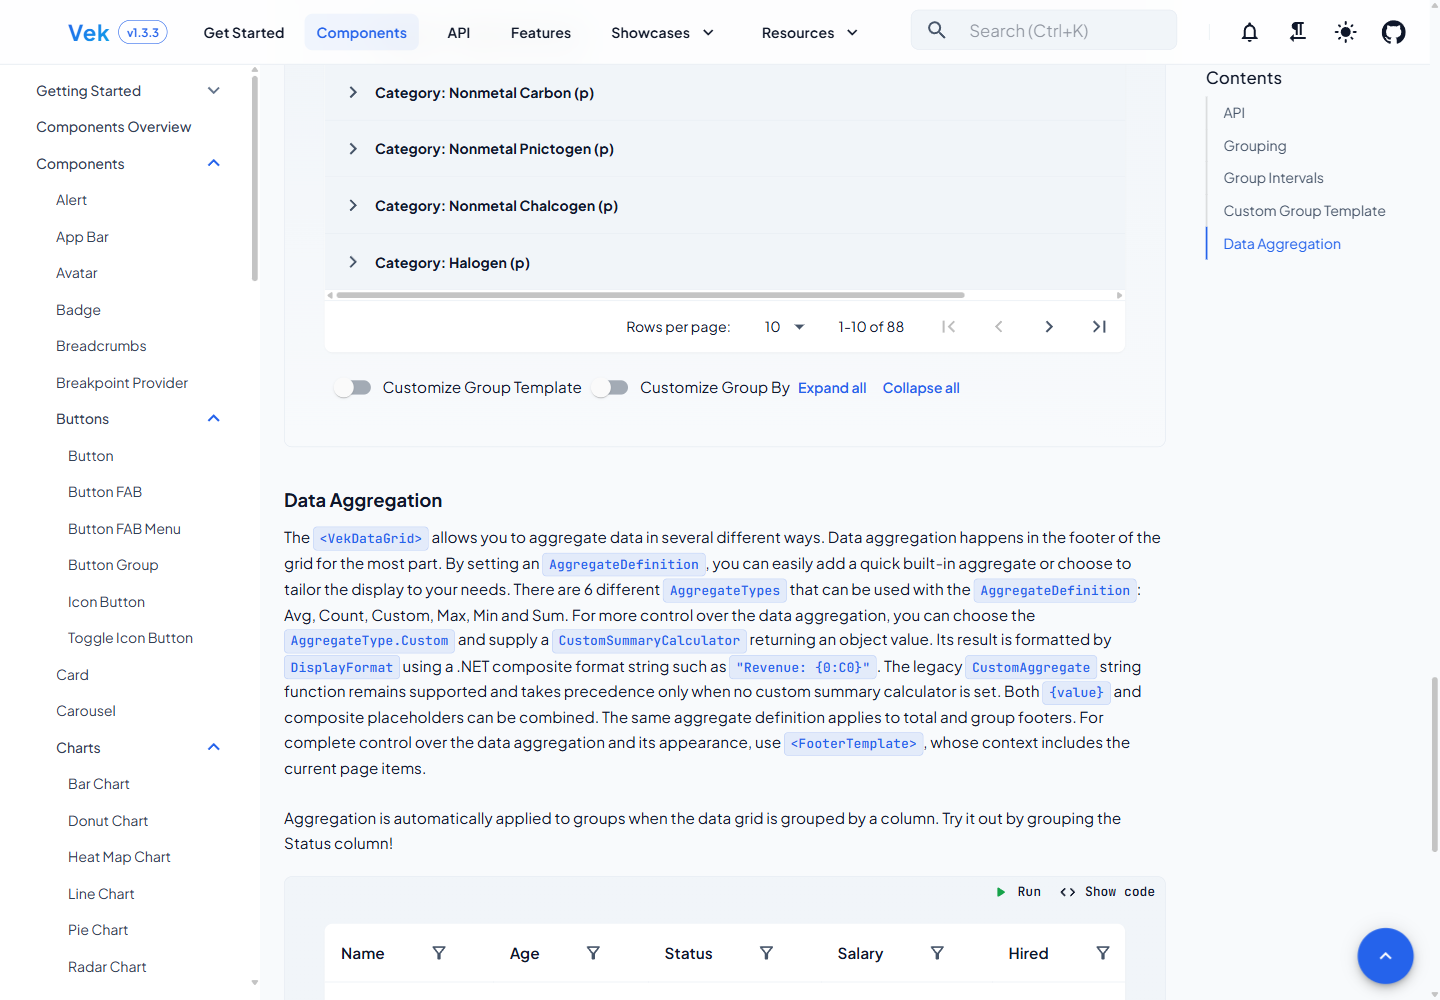 Vek v1.3.3 Get Started Components API Features Showcases Resources Search (Ctrl+K)
Getting Started
Components Overview
Components
Alert
App Bar
Avatar
Badge
Breadcrumbs
Breakpoint Provider
Buttons
Button
Button FAB
Button FAB Menu
Button Group
Icon Button
Toggle Icon Button
Card
Carousel
Charts
Bar Chart
Donut Chart
Heat Map Chart
Line Chart
Pie Chart
Radar Chart
Category: Nonmetal Carbon (p)
Category: Nonmetal Pnictogen (p)
Category: Nonmetal Chalcogen (p)
Category: Halogen (p)
Rows per page: 10 1-10 of 88
Customize Group Template Customize Group By Expand all Collapse all
Data Aggregation
The <VekDataGrid> allows you to aggregate data in several different ways. Data aggregation happens in the footer of the
grid for the most part. By setting an AggregateDefinition, you can easily add a quick built-in aggregate or choose to
tailor the display to your needs. There are 6 different AggregateTypes that can be used with the AggregateDefinition:
Avg, Count, Custom, Max, Min and Sum. For more control over the data aggregation, you can choose the
AggregateType.Custom and supply a CustomSummaryCalculator returning an object value. Its result is formatted by
DisplayFormat using a .NET composite format string such as "Revenue: {0:C0}". The legacy CustomAggregate string
function remains supported and takes precedence only when no custom summary calculator is set. Both {value} and
composite placeholders can be combined. The same aggregate definition applies to total and group footers. For
complete control over the data aggregation and its appearance, use <FooterTemplate>, whose context includes the
current page items.
Aggregation is automatically applied to groups when the data grid is grouped by a column. Try it out by grouping the
Status column!
Run Show code
Name Age Status Salary Hired
Contents
API
Grouping
Group Intervals
Custom Group Template
Data Aggregation